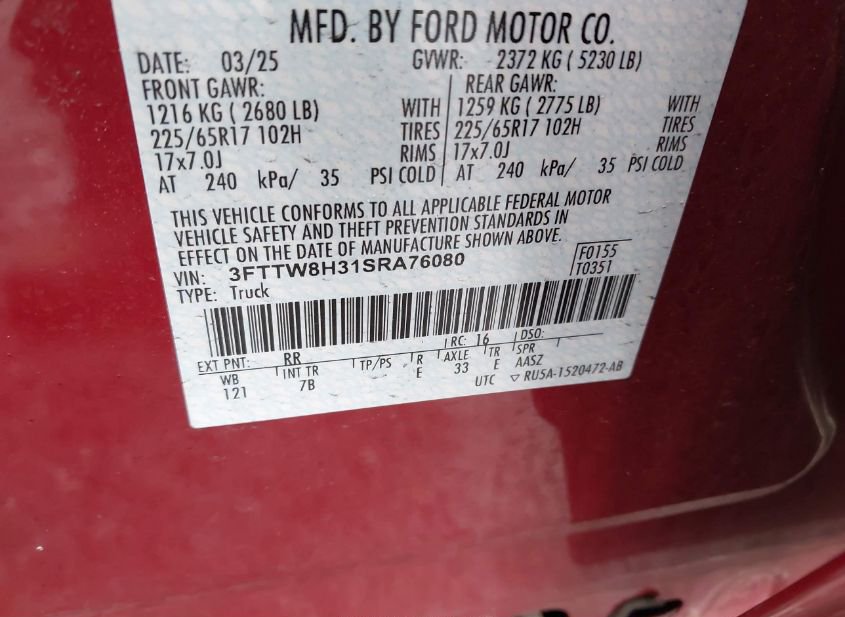 MFD. BY FORD MOTOR CO.
DATE: 03/25 GVWR: 2372 KG ( 5230 LB)
FRONT GAWR: REAR GAWR:
1216 KG ( 2680 LB) WITH 1259 KG ( 2775 LB) WITH
225/65R17 102H TIRES 225/65R17 102H TIRES
17x7.0J RIMS 17x7.0J RIMS
AT 240 kPa/ 35 PSI COLD AT 240 kPa/ 35 PSI COLD
THIS VEHICLE CONFORMS TO ALL APPLICABLE FEDERAL MOTOR
VEHICLE SAFETY AND THEFT PREVENTION STANDARDS IN
EFFECT ON THE DATE OF MANUFACTURE SHOWN ABOVE.
VIN: 3FTTW8H31SRA76080 F0155
TYPE: Truck T0351
EXT PNT: RR RC: 16 DSO:
WB INT TR TP/PS R AXLE TR SPR
121 7B E 33 E AASZ
UTC ▽ RU5A-1520472-AB